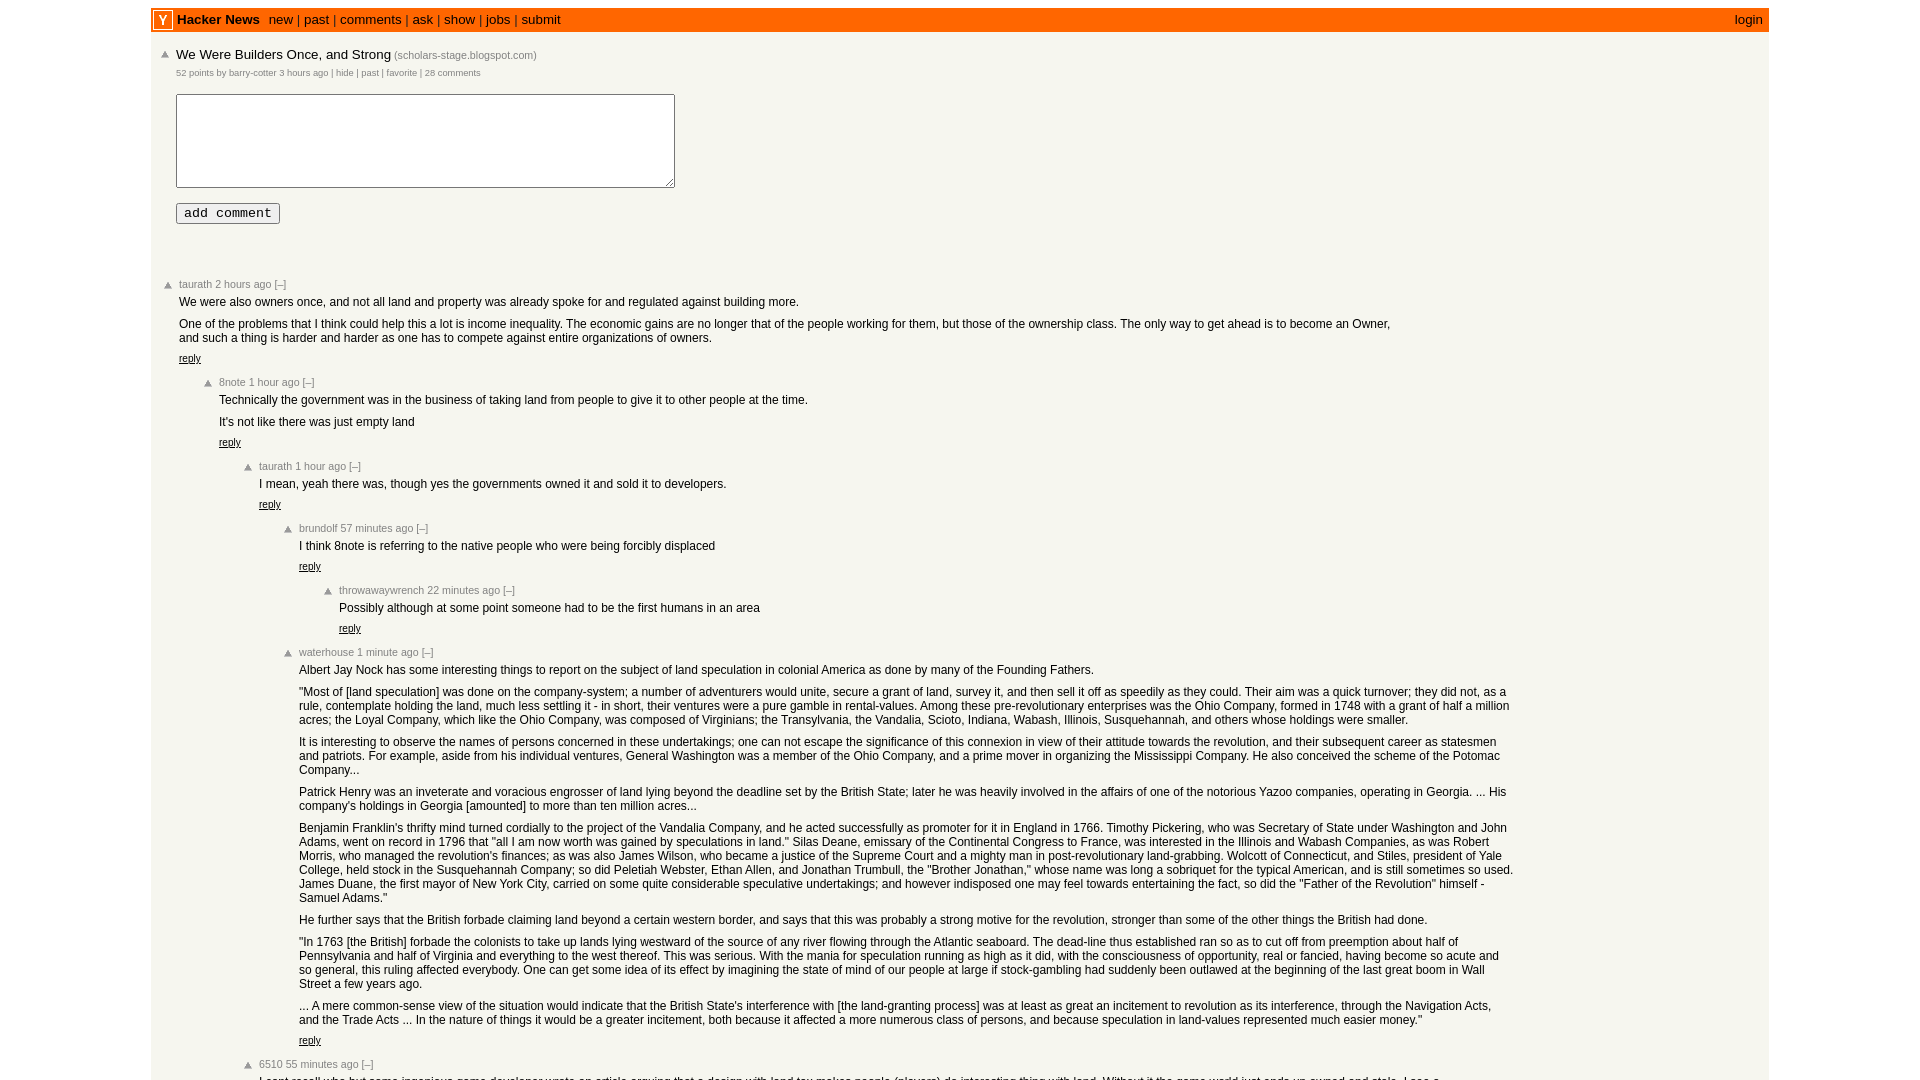 Y Hacker News new | past | comments | ask | show | jobs | submit login
We Were Builders Once, and Strong (scholars-stage.blogspot.com)
52 points by barry-cotter 3 hours ago | hide | past | favorite | 28 comments
add comment
taurath 2 hours ago [–]
We were also owners once, and not all land and property was already spoke for and regulated against building more.
One of the problems that I think could help this a lot is income inequality. The economic gains are no longer that of the people working for them, but those of the ownership class. The only way to get ahead is to become an Owner,
and such a thing is harder and harder as one has to compete against entire organizations of owners.
reply
8note 1 hour ago [–]
Technically the government was in the business of taking land from people to give it to other people at the time.
It's not like there was just empty land
reply
taurath 1 hour ago [–]
I mean, yeah there was, though yes the governments owned it and sold it to developers.
reply
brundolf 57 minutes ago [–]
I think 8note is referring to the native people who were being forcibly displaced
reply
throwawaywrench 22 minutes ago [–]
Possibly although at some point someone had to be the first humans in an area
reply
waterhouse 1 minute ago [–]
Albert Jay Nock has some interesting things to report on the subject of land speculation in colonial America as done by many of the Founding Fathers.
"Most of [land speculation] was done on the company-system; a number of adventurers would unite, secure a grant of land, survey it, and then sell it off as speedily as they could. Their aim was a quick turnover; they did not, as a
rule, contemplate holding the land, much less settling it - in short, their ventures were a pure gamble in rental-values. Among these pre-revolutionary enterprises was the Ohio Company, formed in 1748 with a grant of half a million
acres; the Loyal Company, which like the Ohio Company, was composed of Virginians; the Transylvania, the Vandalia, Scioto, Indiana, Wabash, Illinois, Susquehannah, and others whose holdings were smaller.
It is interesting to observe the names of persons concerned in these undertakings; one can not escape the significance of this connexion in view of their attitude towards the revolution, and their subsequent career as statesmen
and patriots. For example, aside from his individual ventures, General Washington was a member of the Ohio Company, and a prime mover in organizing the Mississippi Company. He also conceived the scheme of the Potomac
Company...
Patrick Henry was an inveterate and voracious engrosser of land lying beyond the deadline set by the British State; later he was heavily involved in the affairs of one of the notorious Yazoo companies, operating in Georgia. ... His
company's holdings in Georgia [amounted] to more than ten million acres...
Benjamin Franklin's thrifty mind turned cordially to the project of the Vandalia Company, and he acted successfully as promoter for it in England in 1766. Timothy Pickering, who was Secretary of State under Washington and John
Adams, went on record in 1796 that "all I am now worth was gained by speculations in land." Silas Deane, emissary of the Continental Congress to France, was interested in the Illinois and Wabash Companies, as was Robert
Morris, who managed the revolution's finances; as was also James Wilson, who became a justice of the Supreme Court and a mighty man in post-revolutionary land-grabbing. Wolcott of Connecticut, and Stiles, president of Yale
College, held stock in the Susquehannah Company; so did Peletiah Webster, Ethan Allen, and Jonathan Trumbull, the "Brother Jonathan," whose name was long a sobriquet for the typical American, and is still sometimes so used.
James Duane, the first mayor of New York City, carried on some quite considerable speculative undertakings; and however indisposed one may feel towards entertaining the fact, so did the "Father of the Revolution" himself -
Samuel Adams."
He further says that the British forbade claiming land beyond a certain western border, and says that this was probably a strong motive for the revolution, stronger than some of the other things the British had done.
"In 1763 [the British] forbade the colonists to take up lands lying westward of the source of any river flowing through the Atlantic seaboard. The dead-line thus established ran so as to cut off from preemption about half of
Pennsylvania and half of Virginia and everything to the west thereof. This was serious. With the mania for speculation running as high as it did, with the consciousness of opportunity, real or fancied, having become so acute and
so general, this ruling affected everybody. One can get some idea of its effect by imagining the state of mind of our people at large if stock-gambling had suddenly been outlawed at the beginning of the last great boom in Wall
Street a few years ago.
... A mere common-sense view of the situation would indicate that the British State's interference with [the land-granting process] was at least as great an incitement to revolution as its interference, through the Navigation Acts,
and the Trade Acts ... In the nature of things it would be a greater incitement, both because it affected a more numerous class of persons, and because speculation in land-values represented much easier money."
reply
6510 55 minutes ago [–]